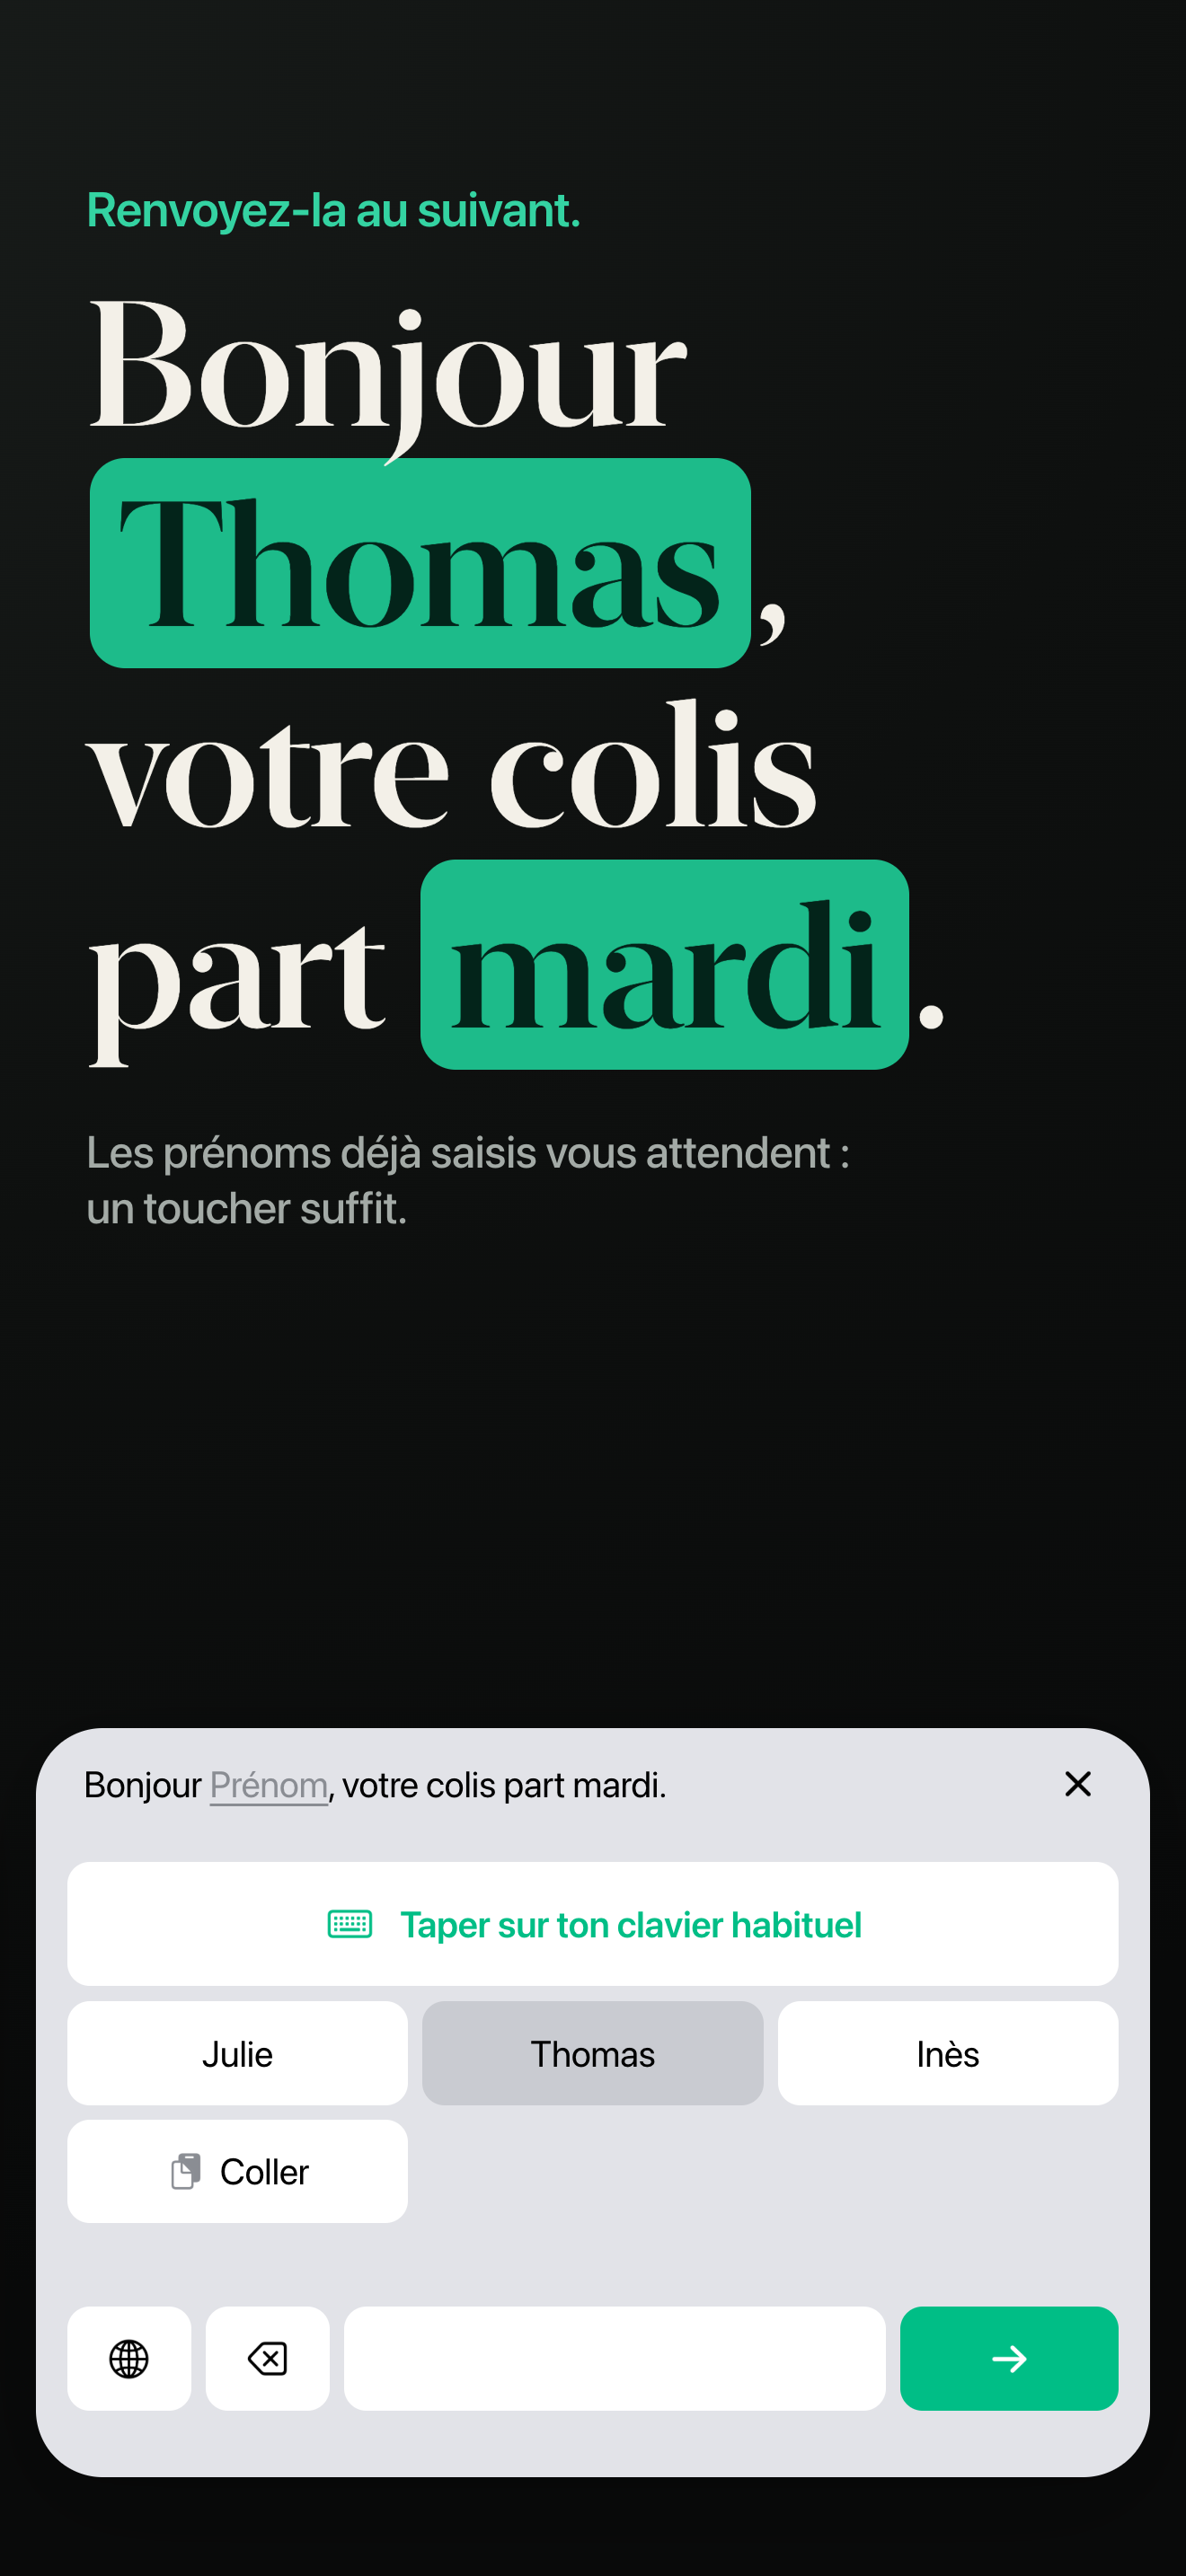 Renvoyez-la au suivant.
Bonjour
Thomas,
votre colis
part mardi.
Les prénoms déjà saisis vous attendent :
un toucher suffit.
Bonjour Prénom, votre colis part mardi.
Taper sur ton clavier habituel
Julie
Thomas
Inès
Coller